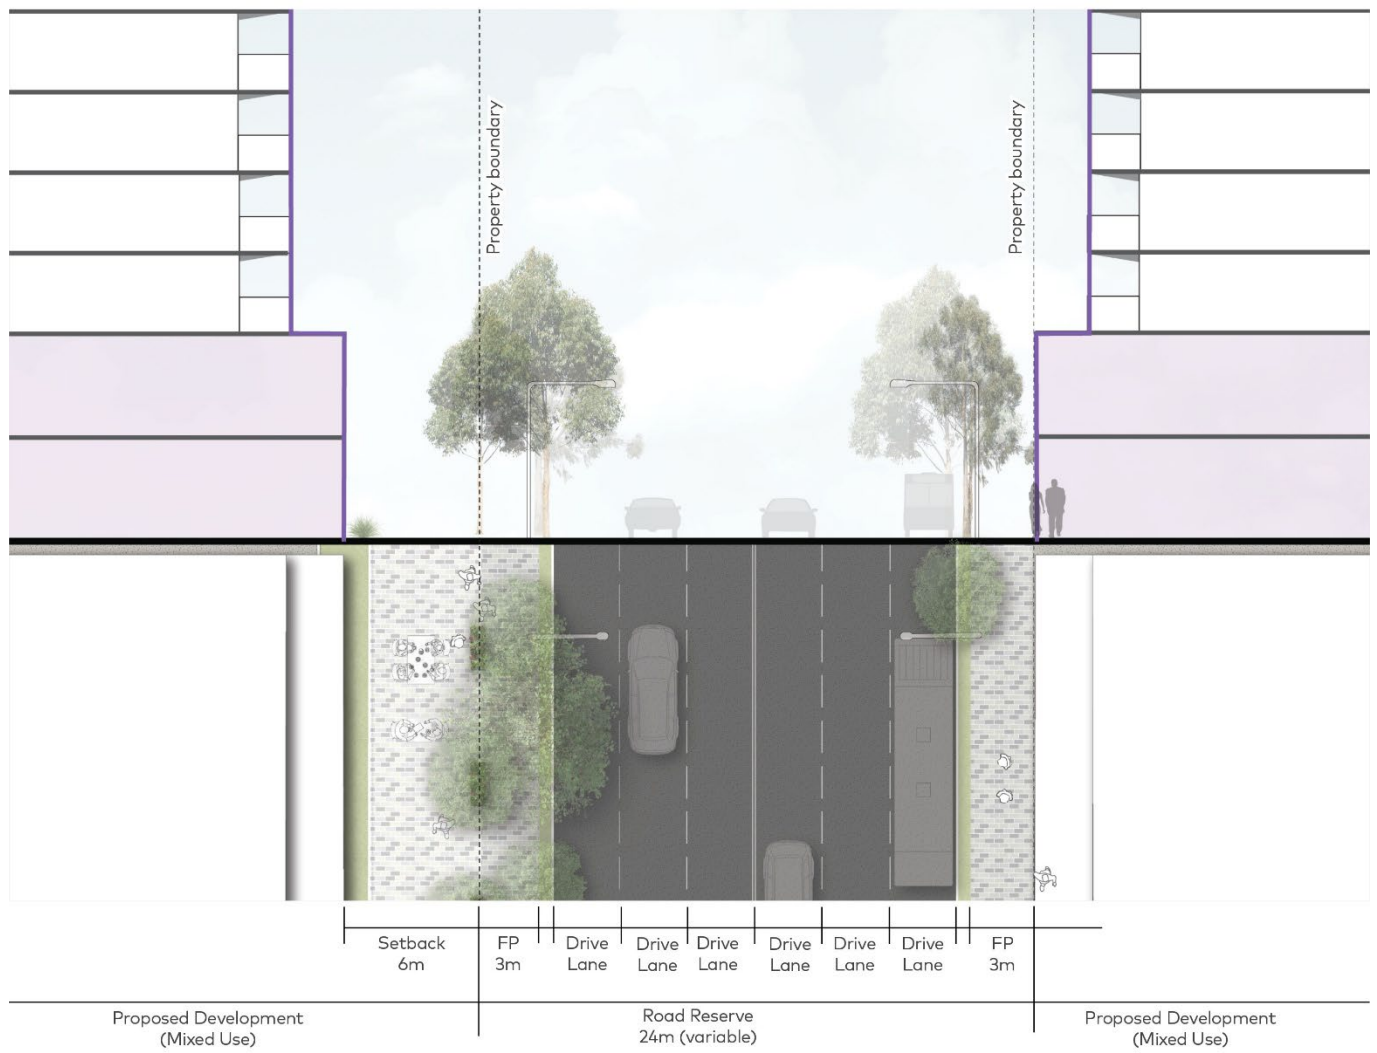 Property boundary
Property boundary
Setback
6m
FP
3m
Drive
Lane
Drive
Lane
Drive
Lane
Drive
Lane
Drive
Lane
Drive
Lane
FP
3m
Proposed Development
(Mixed Use)
Road Reserve
24m (variable)
Proposed Development
(Mixed Use)